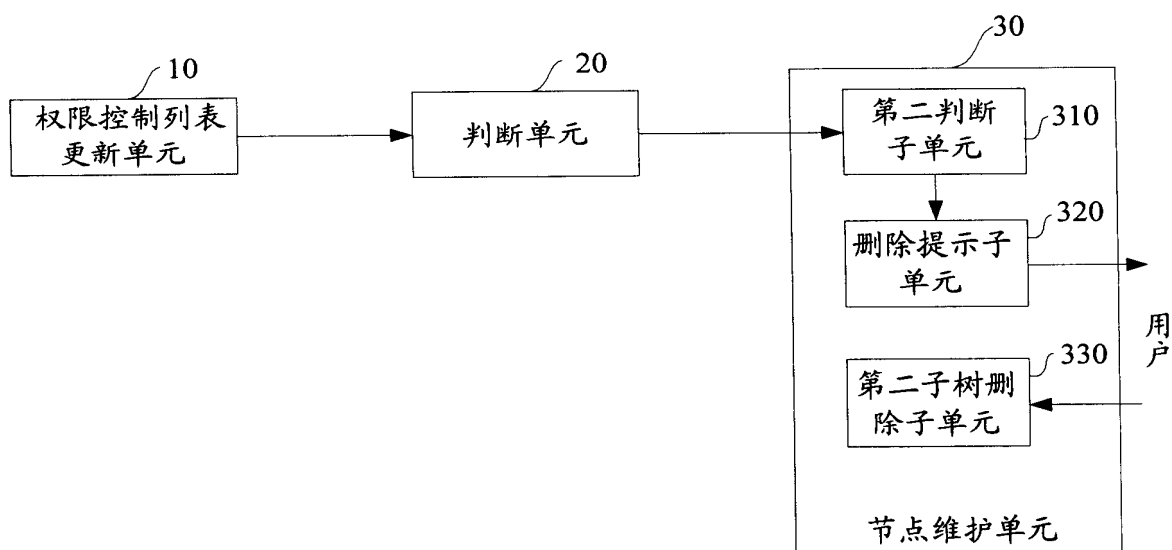 30
10
20
权限控制列表
更新单元
判断单元
第二判断
子单元
310
320
删除提示子
单元
用户
330
第二子树删
除子单元
节点维护单元